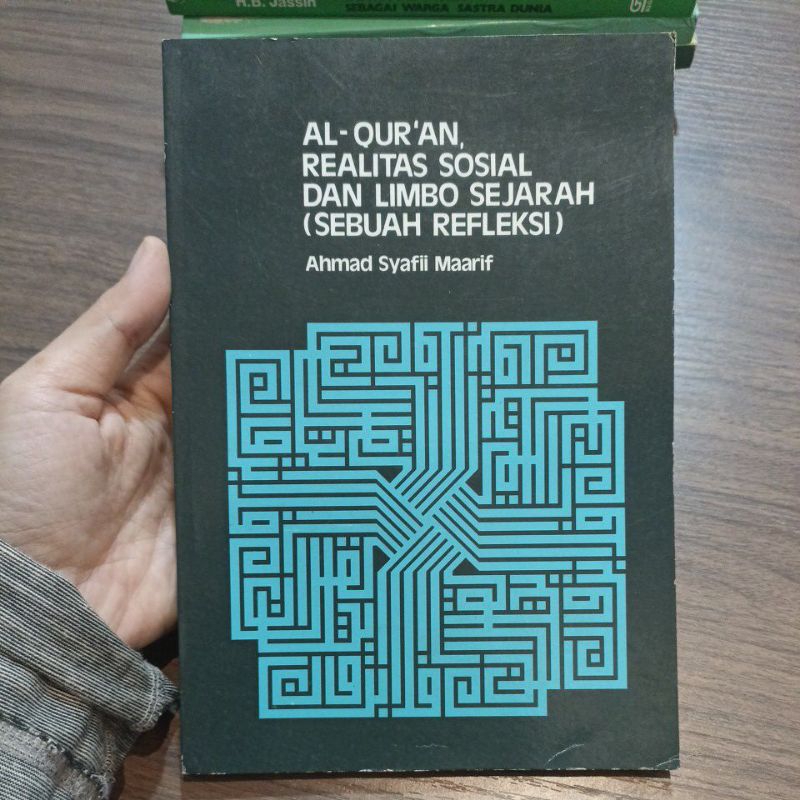 H.B. Jassin
SEBAGAI WARGA SASTRA DUNIA
AL-QUR'AN,
REALITAS SOSIAL
DAN LIMBO SEJARAH
(SEBUAH REFLEKSI)
Ahmad Syafii Maarif